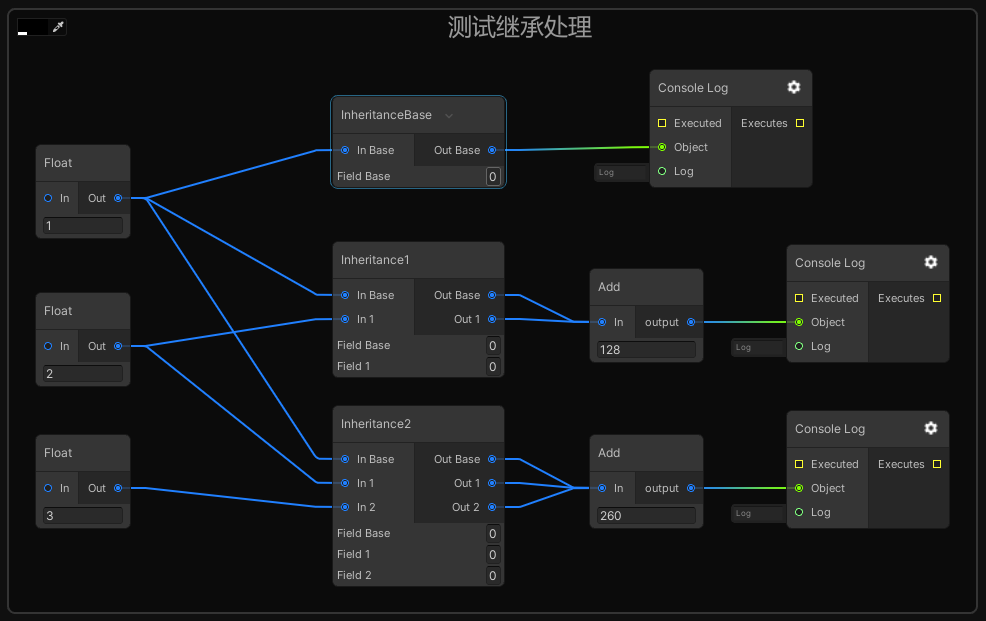 测试继承处理
Float
In
Out
1
Float
In
Out
2
Float
In
Out
3
InheritanceBase
In Base
Out Base
Field Base
0
Inheritance1
In Base
Out Base
In 1
Out 1
Field Base
0
Field 1
0
Inheritance2
In Base
Out Base
In 1
Out 1
In 2
Out 2
Field Base
0
Field 1
0
Field 2
0
Console Log
Executed
Executes
Object
Log
Log
Add
In
output
128
Console Log
Executed
Executes
Object
Log
Log
Add
In
output
260
Console Log
Executed
Executes
Object
Log
Log